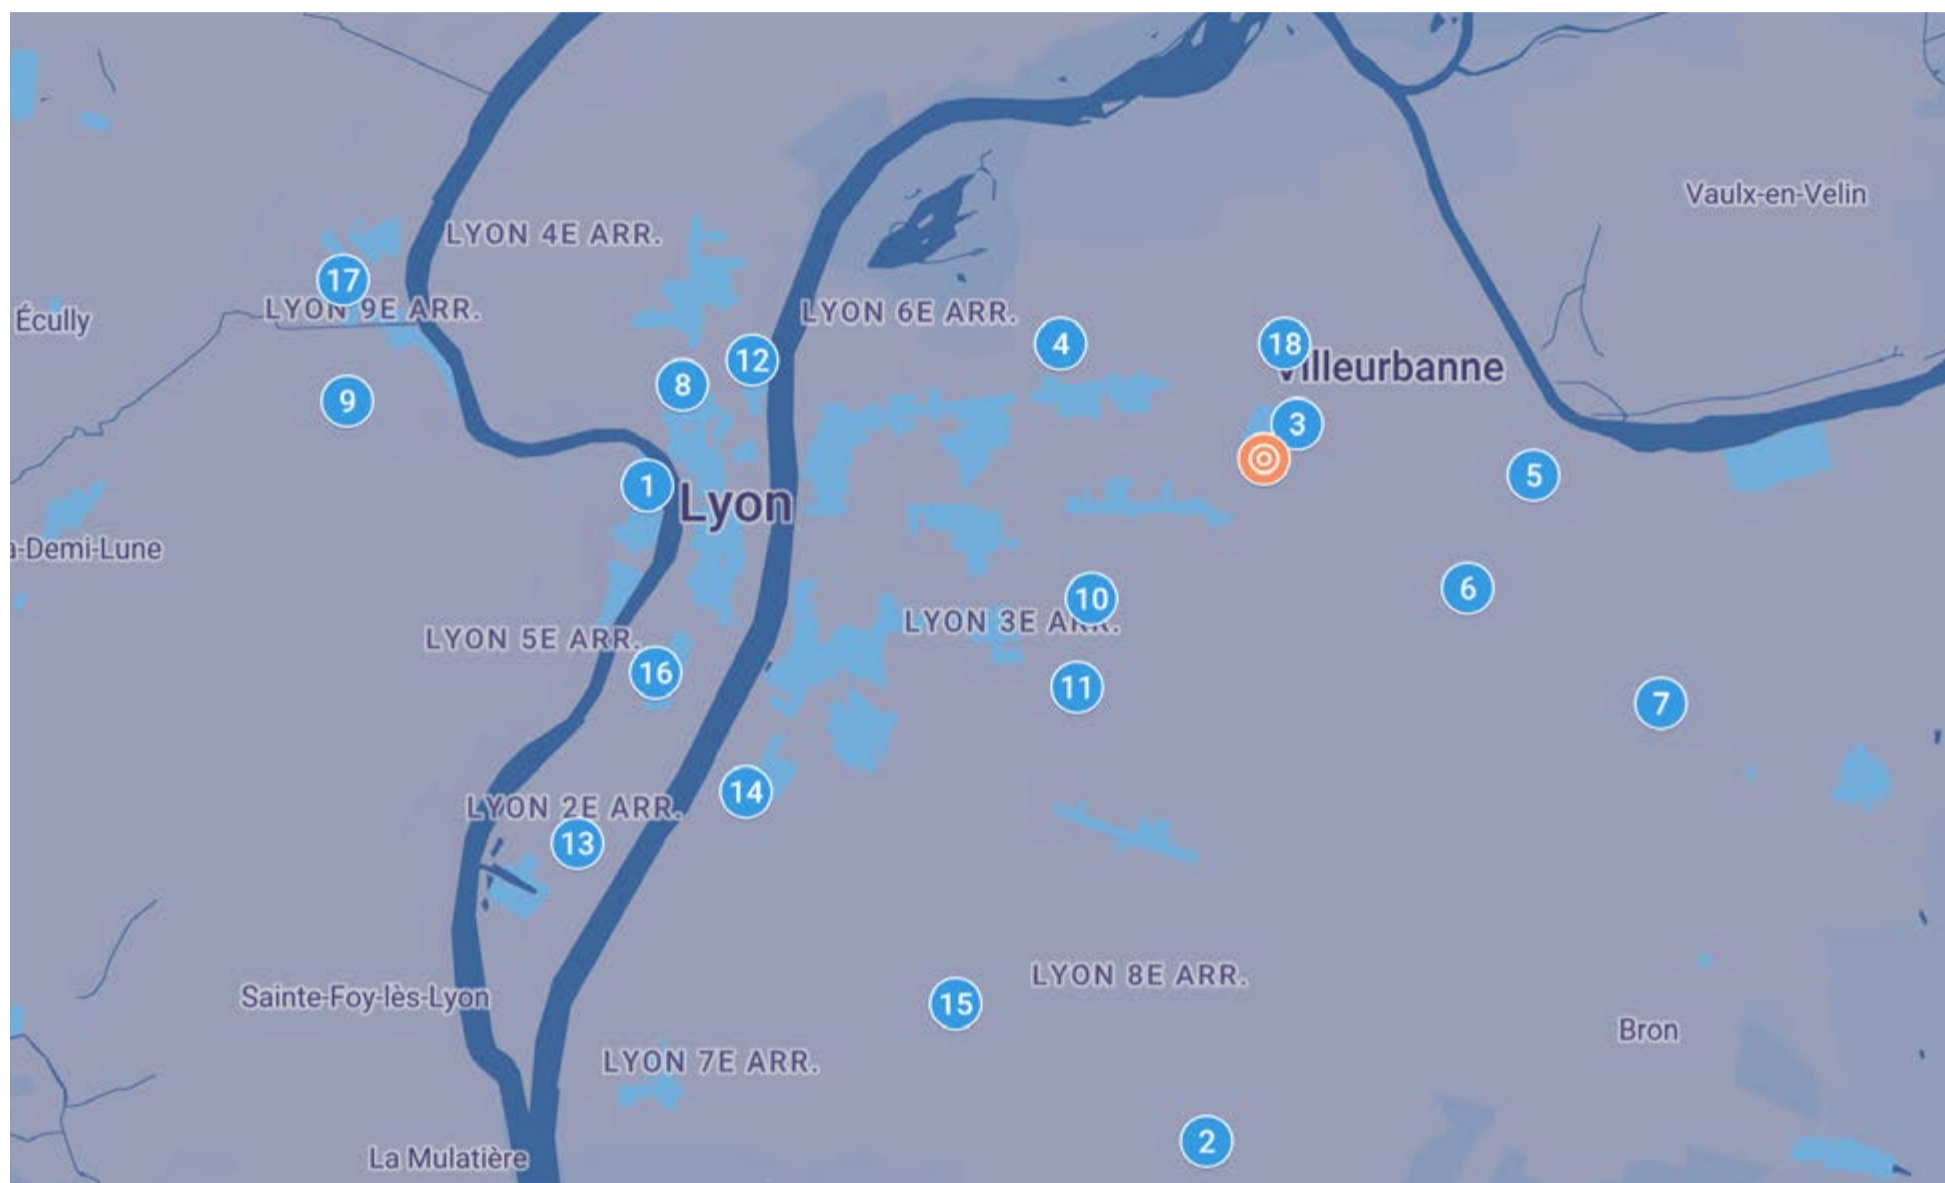 Vaulx-en-Velin
LYON 4E ARR.
17
LYON 9E ARR.
Écully
LYON 6E ARR.
4
18
Villeurbanne
12
8
9
3
5
1
Lyon
a-Demi-Lune
6
10
LYON 3E ARR.
LYON 5E ARR.
16
11
7
14
LYON 2E ARR.
13
LYON 8E ARR.
Sainte-Foy-lès-Lyon
15
Bron
LYON 7E ARR.
2
La Mulatière